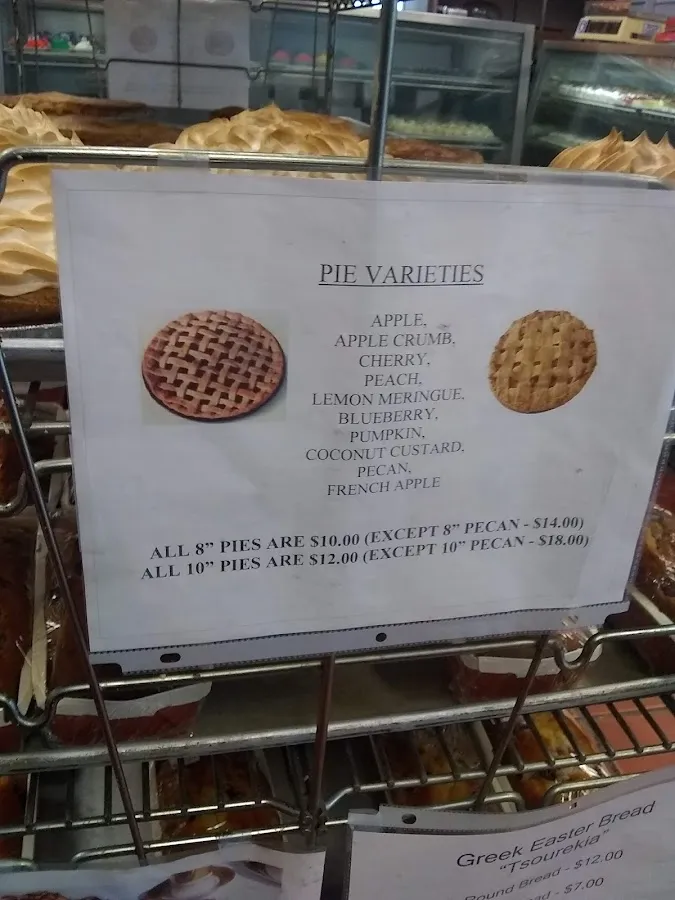 PIE VARIETIES
APPLE,
APPLE CRUMB,
CHERRY,
PEACH,
LEMON MERINGUE,
BLUEBERRY,
PUMPKIN,
COCONUT CUSTARD,
PECAN,
FRENCH APPLE
ALL 8” PIES ARE $10.00 (EXCEPT 8” PECAN - $14.00)
ALL 10” PIES ARE $12.00 (EXCEPT 10” PECAN - $18.00)
Greek Easter Bread
“Tsourekia”
Round Bread - $12.00
- $7.00